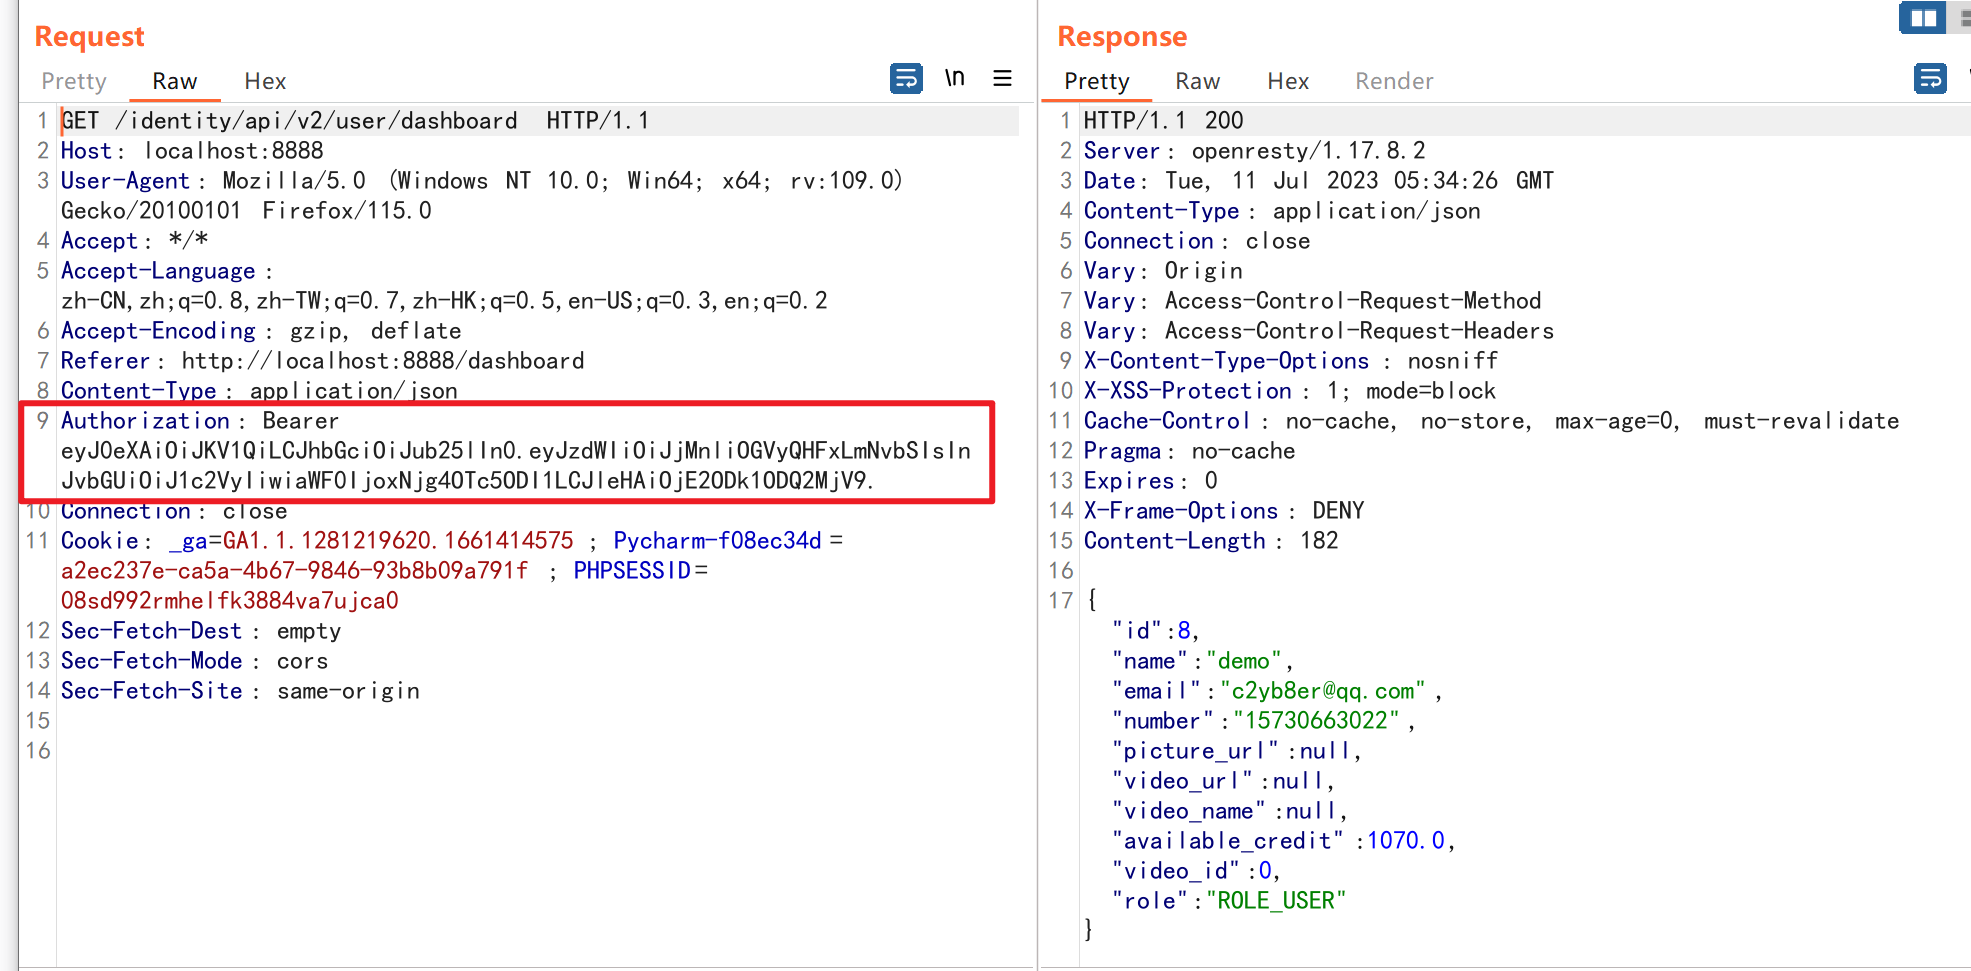 Request
Pretty Raw Hex
\n
1 GET /identity/api/v2/user/dashboard HTTP/1.1
2 Host: localhost:8888
3 User-Agent: Mozilla/5.0 (Windows NT 10.0; Win64; x64; rv:109.0)
Gecko/20100101 Firefox/115.0
4 Accept: */*
5 Accept-Language:
zh-CN,zh;q=0.8,zh-TW;q=0.7,zh-HK;q=0.5,en-US;q=0.3,en;q=0.2
6 Accept-Encoding: gzip, deflate
7 Referer: http://localhost:8888/dashboard
8 Content-Type: application/json
9 Authorization: Bearer
eyJ0eXAiOiJKV1QiLCJhbGciOiJub25lIn0.eyJzdWIiOiJjMnliOGVyQHFxLmNvbSIsIn
JvbGUiOiJ1c2VyIiwiaWF0IjoxNjg4OTc5ODI1LCJleHAiOjE2ODk1ODQ2MjV9.
10 Connection: close
11 Cookie: _ga=GA1.1.1281219620.1661414575 ; Pycharm-f08ec34d=
a2ec237e-ca5a-4b67-9846-93b8b09a791f ; PHPSESSID=
08sd992rmhelfk3884va7ujca0
12 Sec-Fetch-Dest: empty
13 Sec-Fetch-Mode: cors
14 Sec-Fetch-Site: same-origin
15
16
Response
Pretty Raw Hex Render
1 HTTP/1.1 200
2 Server: openresty/1.17.8.2
3 Date: Tue, 11 Jul 2023 05:34:26 GMT
4 Content-Type: application/json
5 Connection: close
6 Vary: Origin
7 Vary: Access-Control-Request-Method
8 Vary: Access-Control-Request-Headers
9 X-Content-Type-Options: nosniff
10 X-XSS-Protection: 1; mode=block
11 Cache-Control: no-cache, no-store, max-age=0, must-revalidate
12 Pragma: no-cache
13 Expires: 0
14 X-Frame-Options: DENY
15 Content-Length: 182
16
17 {
"id":8,
"name":"demo",
"email":"c2yb8er@qq.com",
"number":"15730663022",
"picture_url":null,
"video_url":null,
"video_name":null,
"available_credit":1070.0,
"video_id":0,
"role":"ROLE_USER"
}